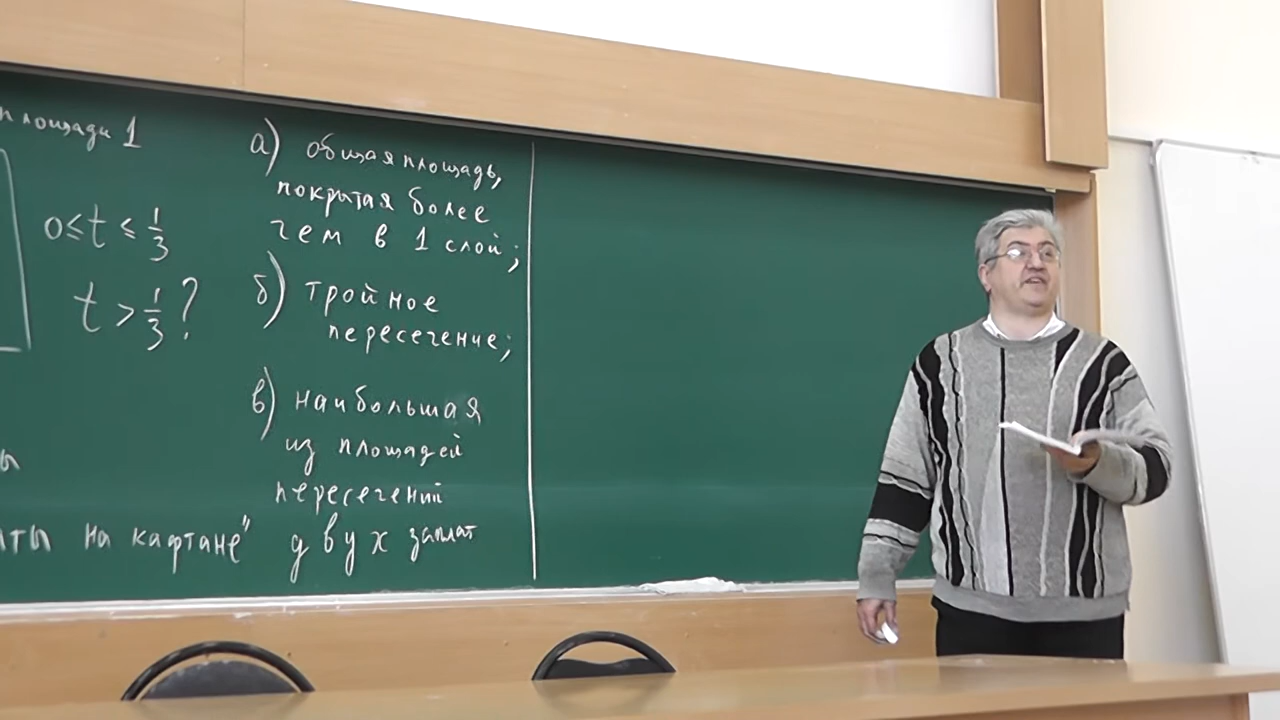 площади 1
0 ≤ t ≤ 1/3
t > 1/3 ?
ты на кафтане"
а) общая площадь,
покрытая более
чем в 1 слой;
б) тройное
пересечение;
в) наибольшая
из площадей
пересечений
двух заплат